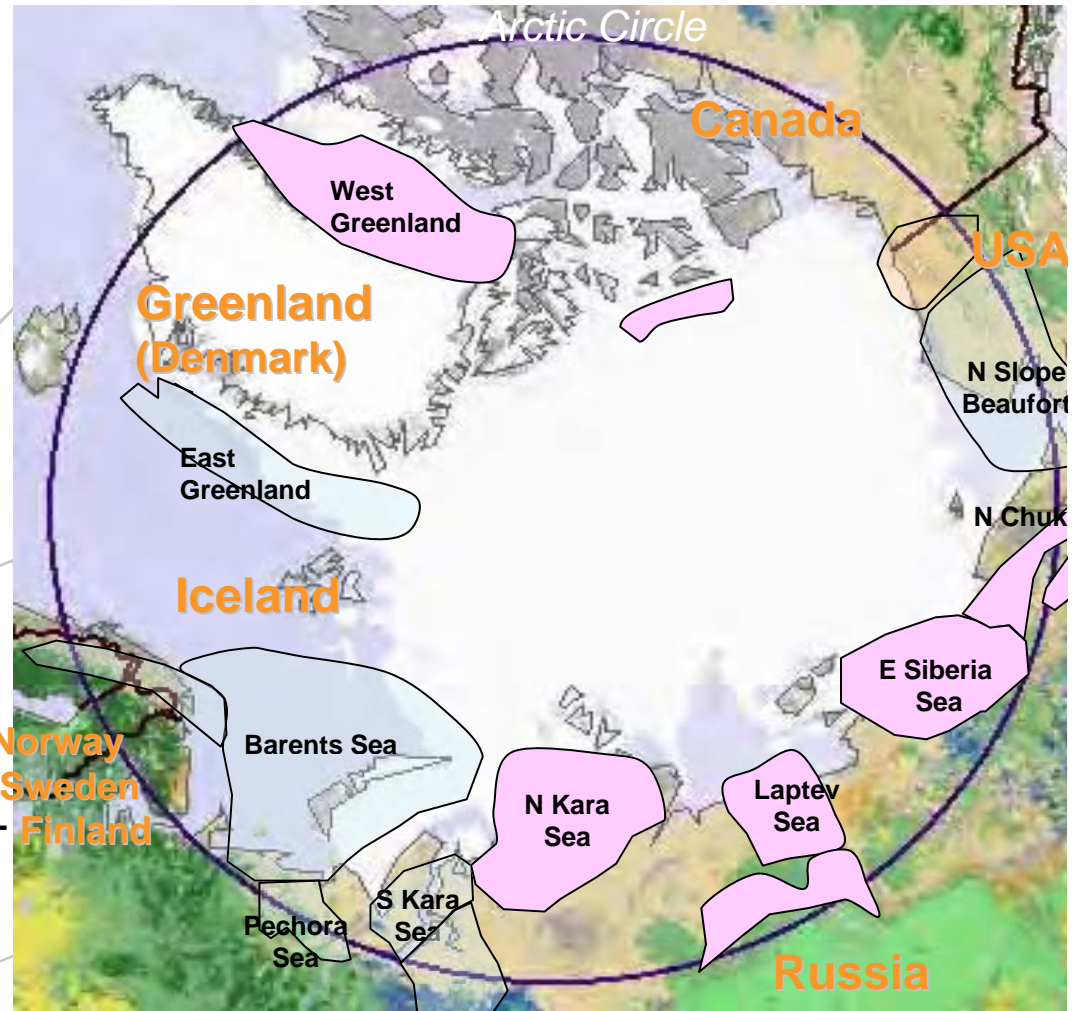 Arctic Circle
Canada
West
Greenland
USA
Greenland
(Denmark)
N Slope
Beaufort
East
Greenland
N Chuk
Iceland
E Siberia
Sea
Barents Sea
Norway
Sweden
- Finland
N Kara
Sea
Laptev
Sea
S Kara
Sea
Pechora
Sea
Russia